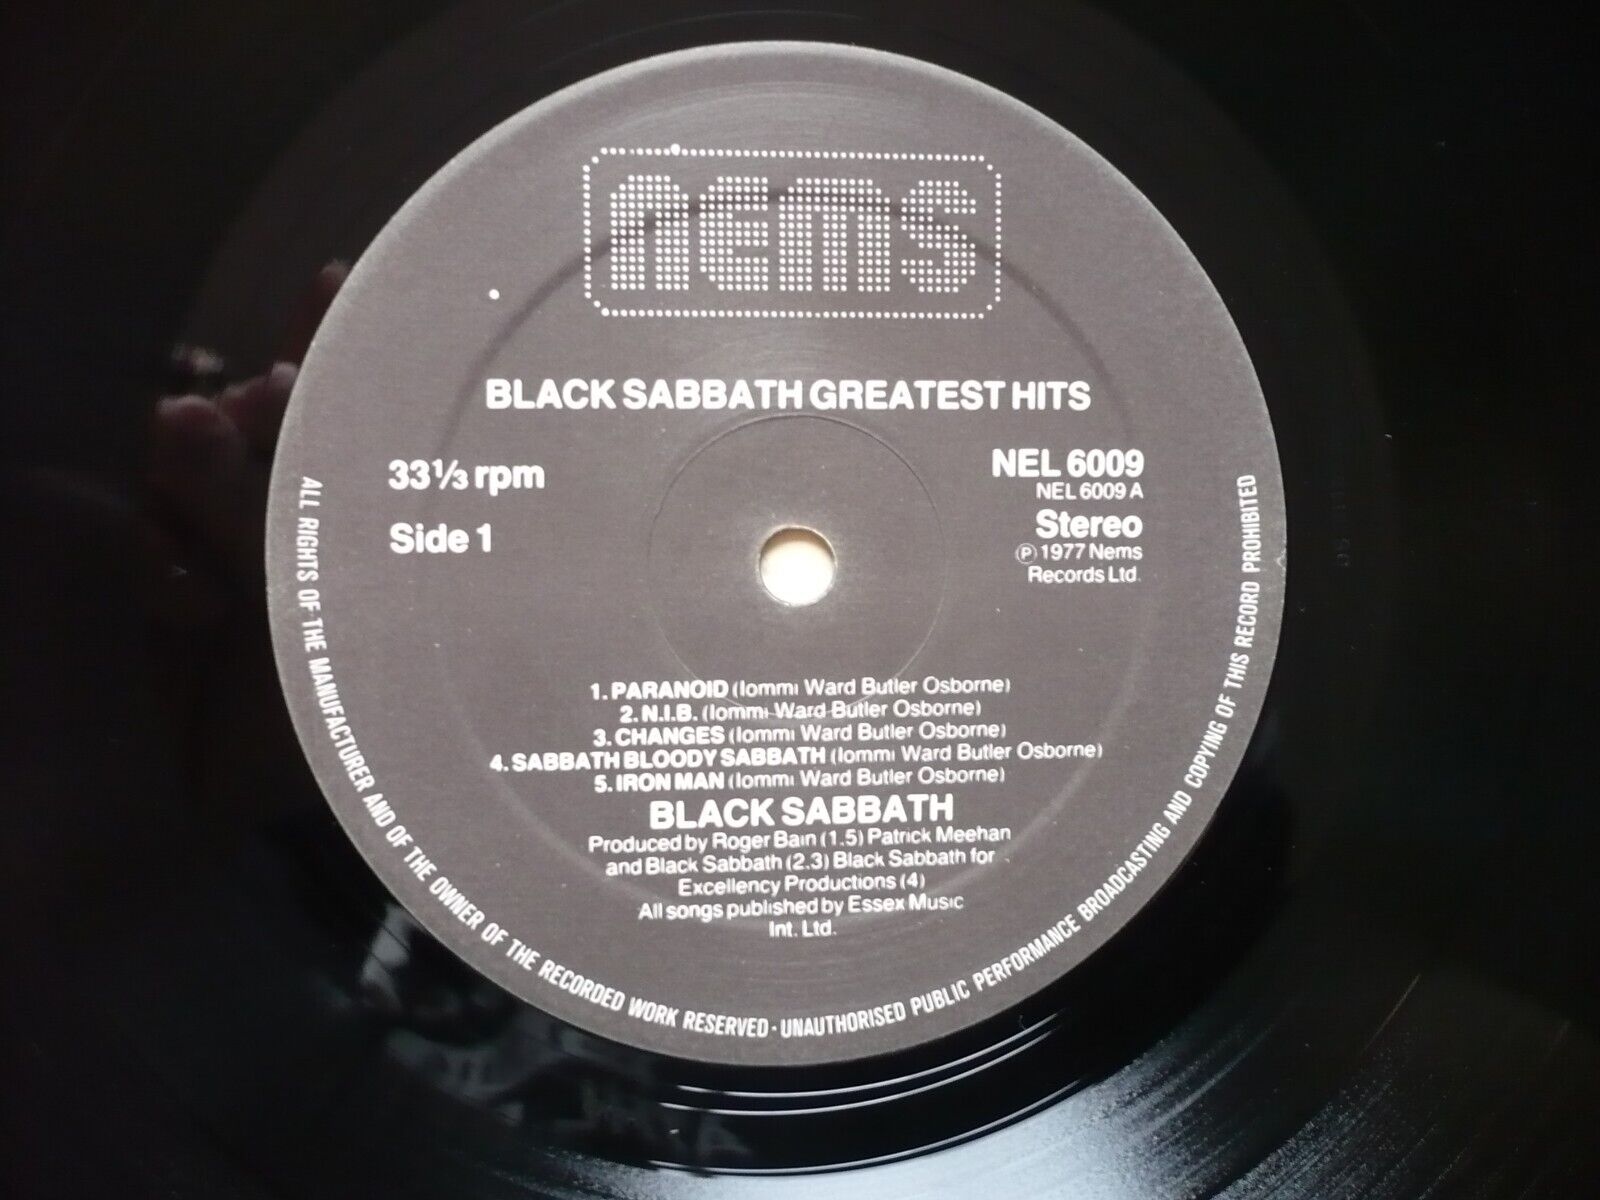 nems
BLACK SABBATH GREATEST HITS
33⅓ rpm
Side 1
NEL 6009
NEL 6009 A
Stereo
Ⓟ 1977 Nems
Records Ltd.
1. PARANOID (Iommi Ward Butler Osborne)
2. N.I.B. (Iommi Ward Butler Osborne)
3. CHANGES (Iommi Ward Butler Osborne)
4. SABBATH BLOODY SABBATH (Iommi Ward Butler Osborne)
5. IRON MAN (Iommi Ward Butler Osborne)
BLACK SABBATH
Produced by Roger Bain (1.5) Patrick Meehan
and Black Sabbath (2.3) Black Sabbath for
Excellency Productions (4)
All songs published by Essex Music
Int. Ltd.
ALL RIGHTS OF THE MANUFACTURER AND OF THE OWNER OF THE RECORDED WORK RESERVED · UNAUTHORISED PUBLIC PERFORMANCE BROADCASTING AND COPYING OF THIS RECORD PROHIBITED